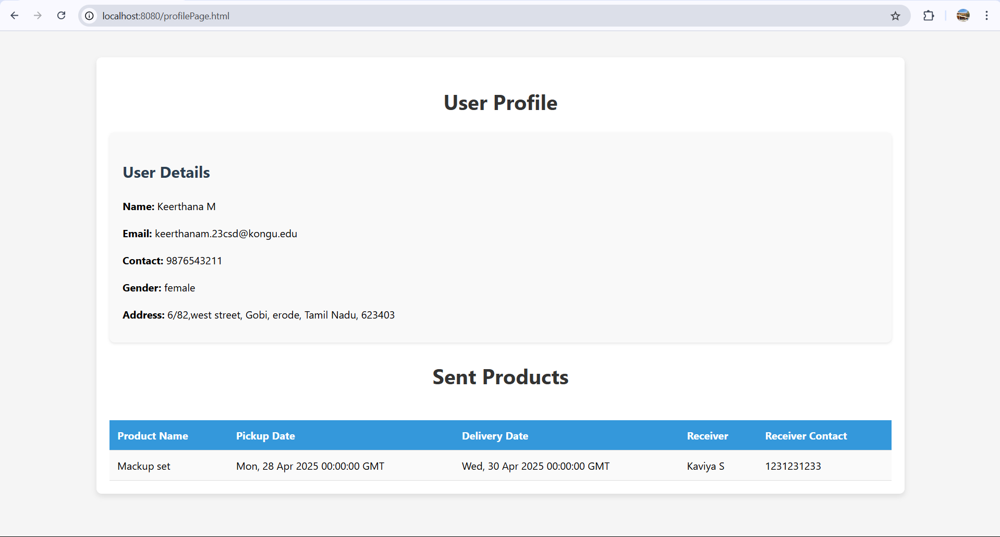 localhost:8080/profilePage.html
User Profile
User Details
Name: Keerthana M
Email: keerthanam.23csd@kongu.edu
Contact: 9876543211
Gender: female
Address: 6/82,west street, Gobi, erode, Tamil Nadu, 623403
Sent Products
Product Name Pickup Date Delivery Date Receiver Receiver Contact
Mackup set Mon, 28 Apr 2025 00:00:00 GMT Wed, 30 Apr 2025 00:00:00 GMT Kaviya S 1231231233